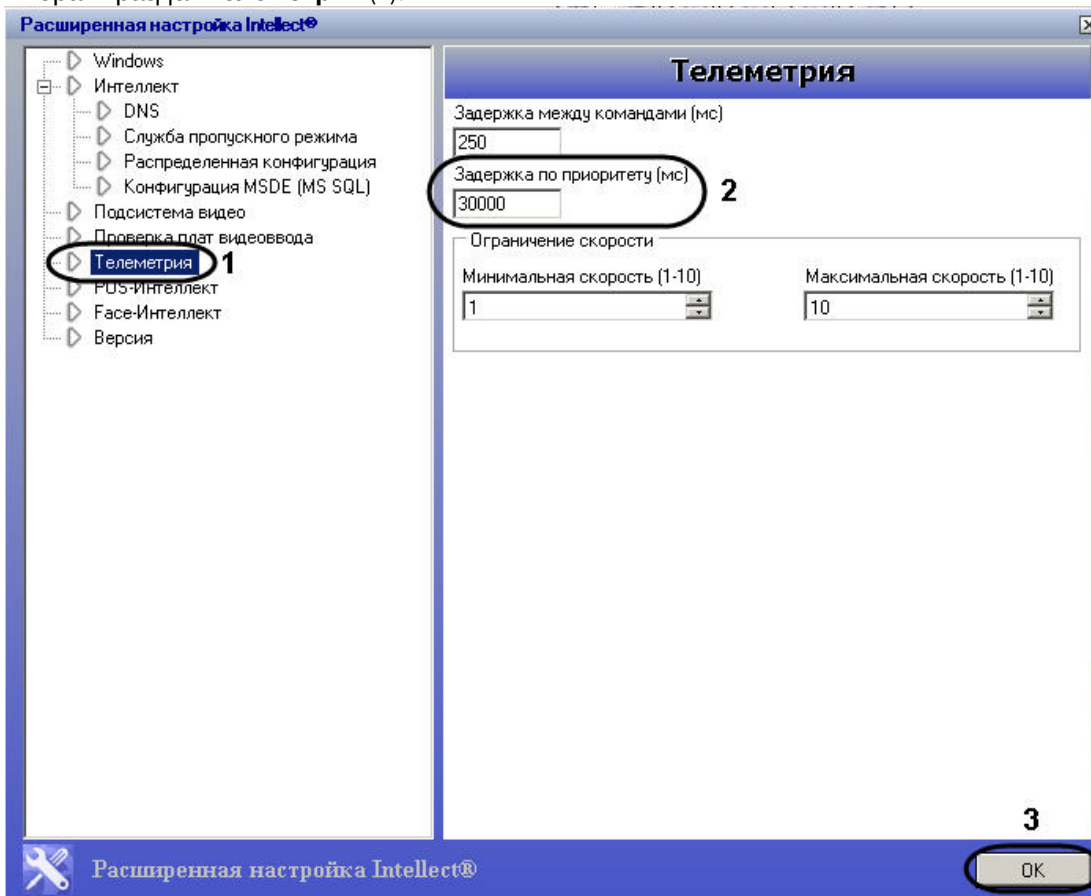 Расширенная настройка Intellect®
Windows
Интеллект
DNS
Служба пропускного режима
Распределенная конфигурация
Конфигурация MSDE (MS SQL)
Подсистема видео
Проверка плат видеоввода
Телеметрия 1
POS-Интеллект
Face-Интеллект
Версия
Телеметрия
Задержка между командами (мс)
250
Задержка по приоритету (мс)
30000
2
Ограничение скорости
Минимальная скорость (1-10) Максимальная скорость (1-10)
1 10
3
Расширенная настройка Intellect®
OK